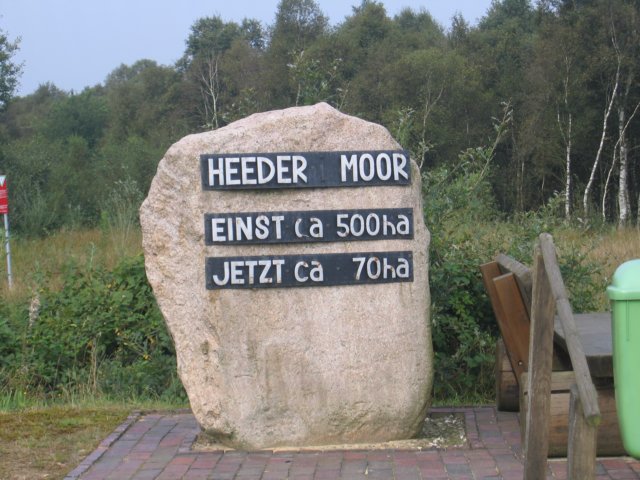 HEEDER MOOR
EINST ca 500ha
JETZT ca 70ha